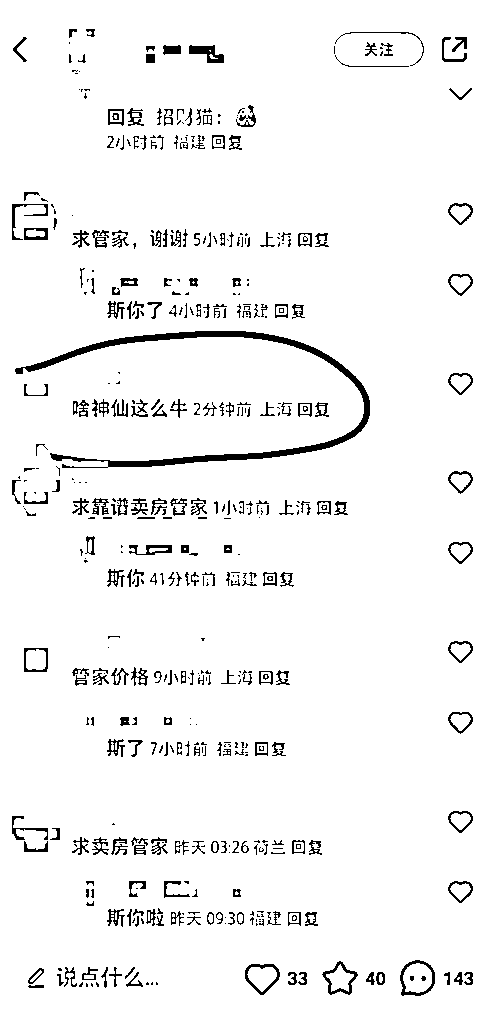 关注
回复 招财猫：
2小时前 福建 回复
求管家，谢谢 5小时前 上海 回复
斯你了 4小时前 福建 回复
啥神仙这么牛 2分钟前 上海 回复
求靠谱卖房管家 1小时前 上海 回复
斯你 41分钟前 福建 回复
管家价格 9小时前 上海 回复
斯了 7小时前 福建 回复
求卖房管家 昨天 03:26 荷兰 回复
斯你啦 昨天 09:30 福建 回复
说点什么... 33 40 143